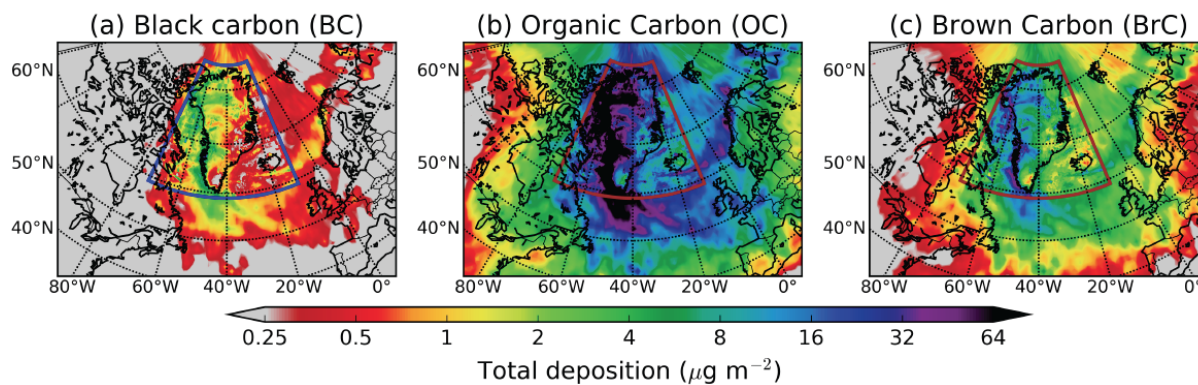 (a) Black carbon (BC)
(b) Organic Carbon (OC)
(c) Brown Carbon (BrC)
60°N
50°N
40°N
80°W 60°W 40°W 20°W 0°
60°N
50°N
40°N
80°W 60°W 40°W 20°W 0°
60°N
50°N
40°N
80°W 60°W 40°W 20°W 0°
0.25 0.5 1 2 4 8 16 32 64
Total deposition (μg m⁻²)